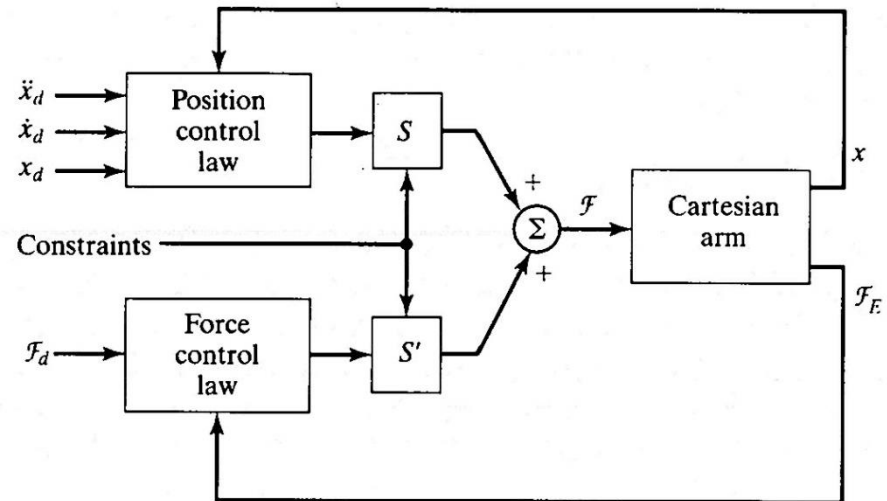 ẍd
ẋd
xd
Position
control
law
S
Constraints
+
Σ
+
ℱ
Cartesian
arm
x
ℱE
ℱd
Force
control
law
S′